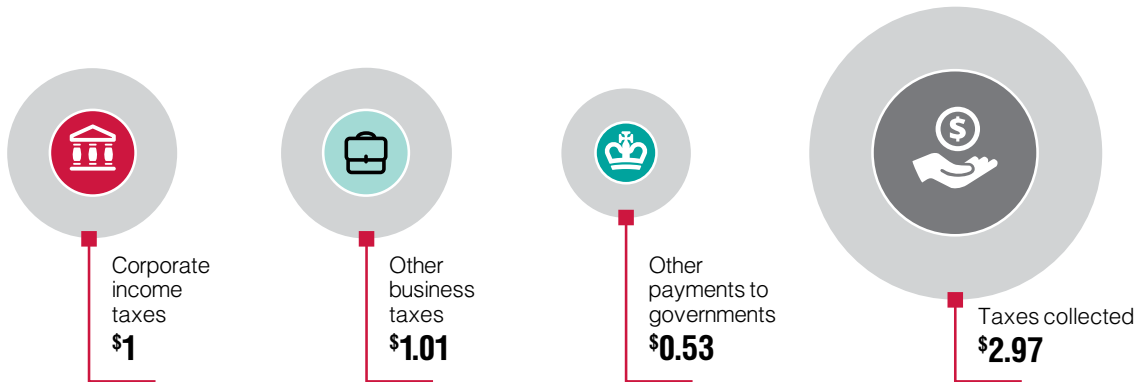 Corporate
income
taxes
$1
Other
business
taxes
$1.01
Other
payments to
governments
$0.53
$
Taxes collected
$2.97